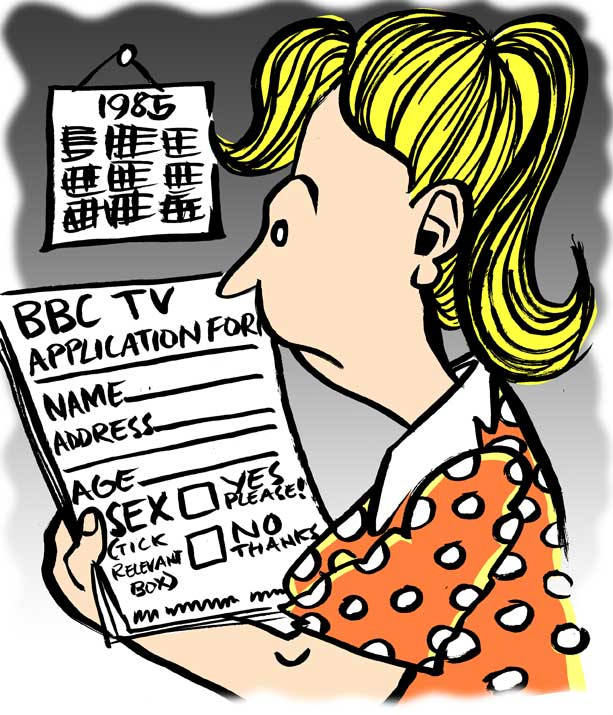 1985
BBC TV
APPLICATION FOR
NAME
ADDRESS
AGE
SEX YES PLEASE!
(TICK RELEVANT BOX) NO THANKS